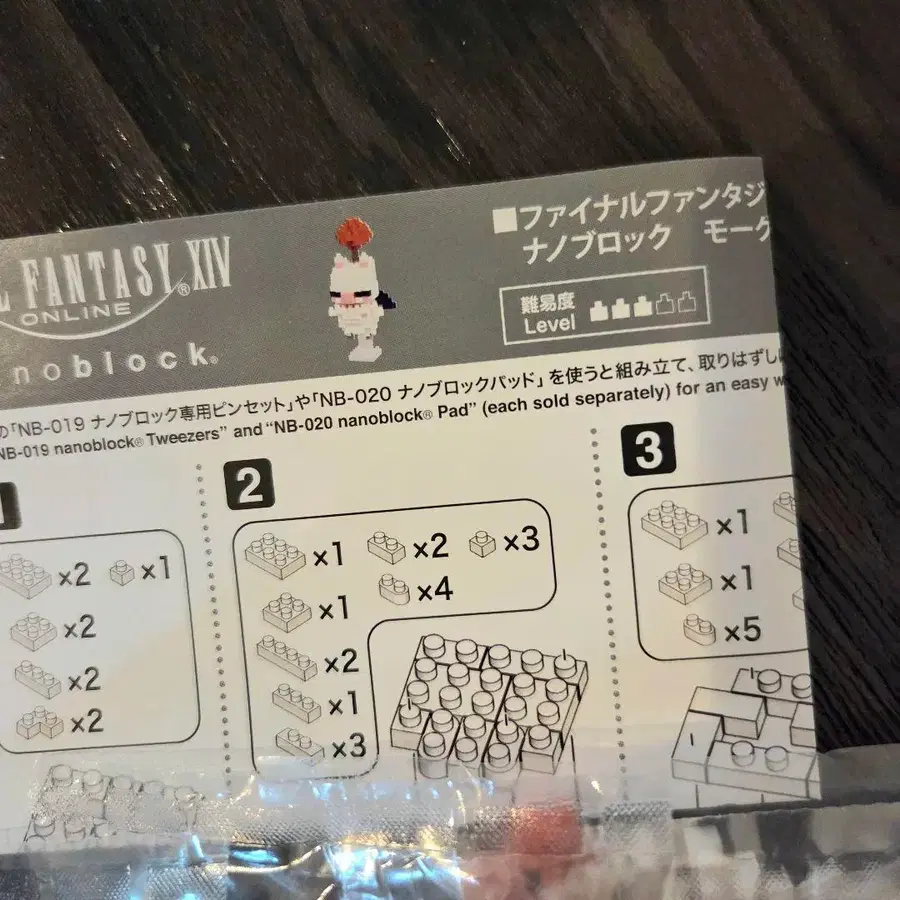 L FANTASY XIV®
ONLINE
noblock®
■ファイナルファンタジ
ナノブロック モーグ
難易度
Level
の「NB-019 ナノブロック専用ピンセット」や「NB-020 ナノブロックパッド」を使うと組み立て、取りはずし
NB-019 nanoblock® Tweezers" and "NB-020 nanoblock® Pad" (each sold separately) for an easy w
1
×2 ×1
×2
×2
×2
2
×1 ×2 ×3
×1 ×4
×2
×1
×3
3
×1
×1
×5